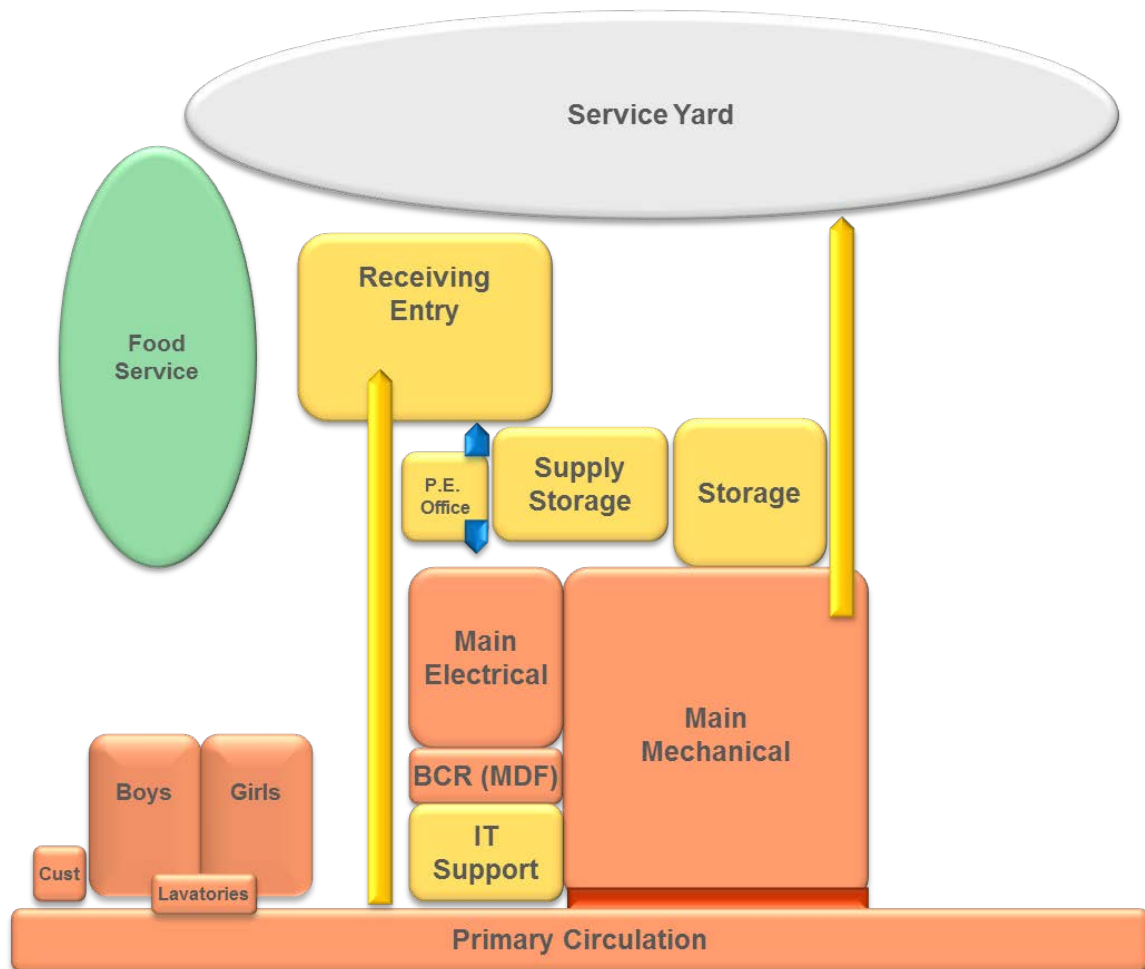 Service Yard
Receiving
Entry
Food
Service
P.E.
Office
Supply
Storage
Storage
Main
Electrical
Main
Mechanical
BCR (MDF)
Boys
Girls
IT
Support
Cust
Lavatories
Primary Circulation